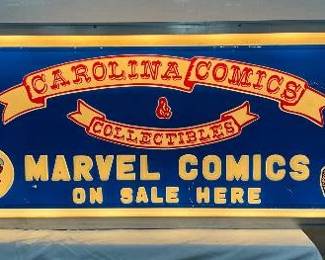 CAROLINA COMICS
&
COLLECTIBLES
MARVEL COMICS
ON SALE HERE